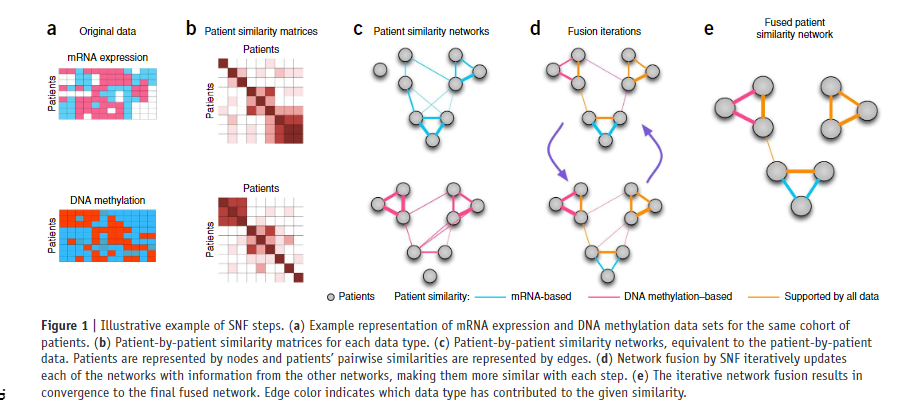 a
Original data
mRNA expression
Patients
DNA methylation
Patients
b
Patient similarity matrices
Patients
Patients
Patients
Patients
c
Patient similarity networks
d
Fusion iterations
e
Fused patient
similarity network
Patients
Patient similarity:
mRNA-based
DNA methylation–based
Supported by all data
Figure 1 | Illustrative example of SNF steps. (a) Example representation of mRNA expression and DNA methylation data sets for the same cohort of
patients. (b) Patient-by-patient similarity matrices for each data type. (c) Patient-by-patient similarity networks, equivalent to the patient-by-patient
data. Patients are represented by nodes and patients' pairwise similarities are represented by edges. (d) Network fusion by SNF iteratively updates
each of the networks with information from the other networks, making them more similar with each step. (e) The iterative network fusion results in
convergence to the final fused network. Edge color indicates which data type has contributed to the given similarity.